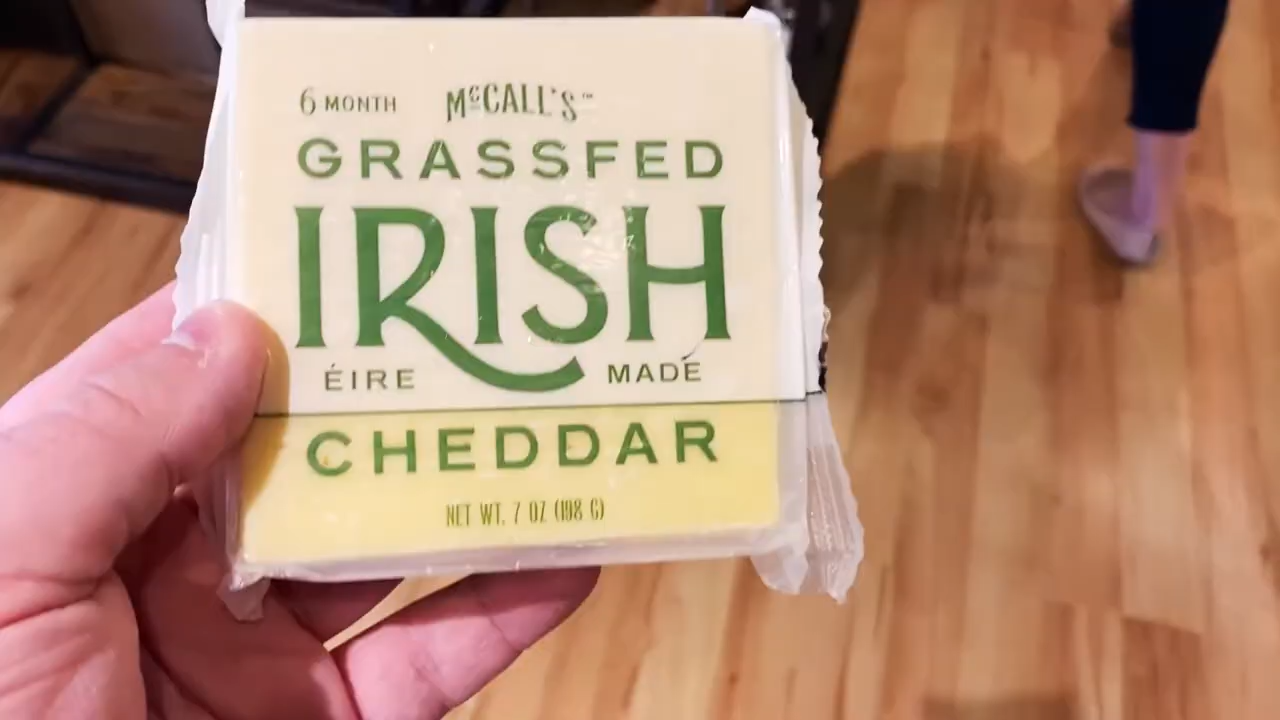 6 MONTH McCALL'S™
GRASSFED
IRISH
ÉIRE MADE
CHEDDAR
NET WT. 7 OZ (198 G)